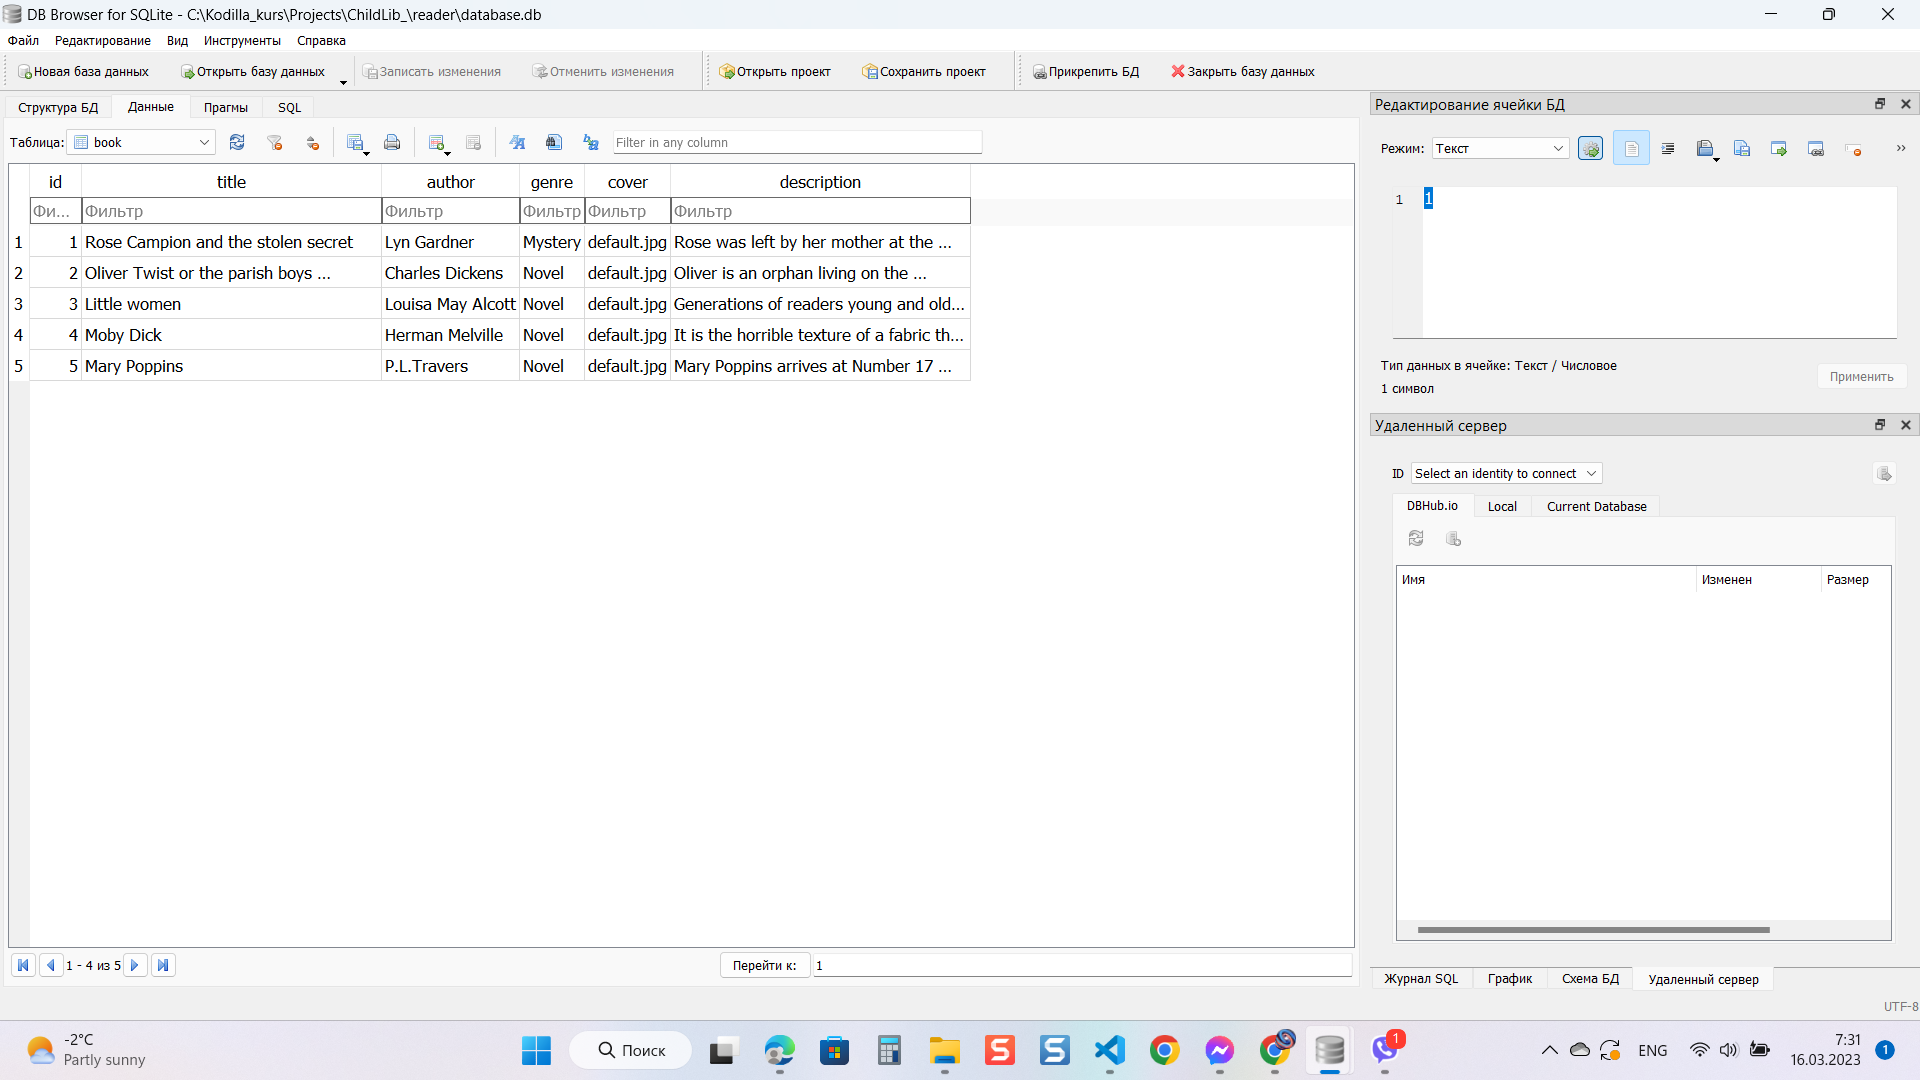 DB Browser for SQLite - C:\Kodilla_kurs\Projects\ChildLib_\reader\database.db
Файл Редактирование Вид Инструменты Справка
Новая база данных Открыть базу данных Записать изменения Отменить изменения Открыть проект Сохранить проект Прикрепить БД Закрыть базу данных
Структура БД Данные Прагмы SQL
Таблица: book Filter in any column
id title author genre cover description
Фи... Фильтр Фильтр Фильтр Фильтр Фильтр
1 1 Rose Campion and the stolen secret Lyn Gardner Mystery default.jpg Rose was left by her mother at the ...
2 2 Oliver Twist or the parish boys ... Charles Dickens Novel default.jpg Oliver is an orphan living on the ...
3 3 Little women Louisa May Alcott Novel default.jpg Generations of readers young and old...
4 4 Moby Dick Herman Melville Novel default.jpg It is the horrible texture of a fabric th...
5 5 Mary Poppins P.L.Travers Novel default.jpg Mary Poppins arrives at Number 17 ...
1 - 4 из 5 Перейти к: 1
Редактирование ячейки БД
Режим: Текст
1 1
Тип данных в ячейке: Текст / Числовое
1 символ
Применить
Удаленный сервер
ID Select an identity to connect
DBHub.io Local Current Database
Имя Изменен Размер
Журнал SQL График Схема БД Удаленный сервер
UTF-8
-2°C
Partly sunny
Поиск
1
ENG
7:31
16.03.2023
1